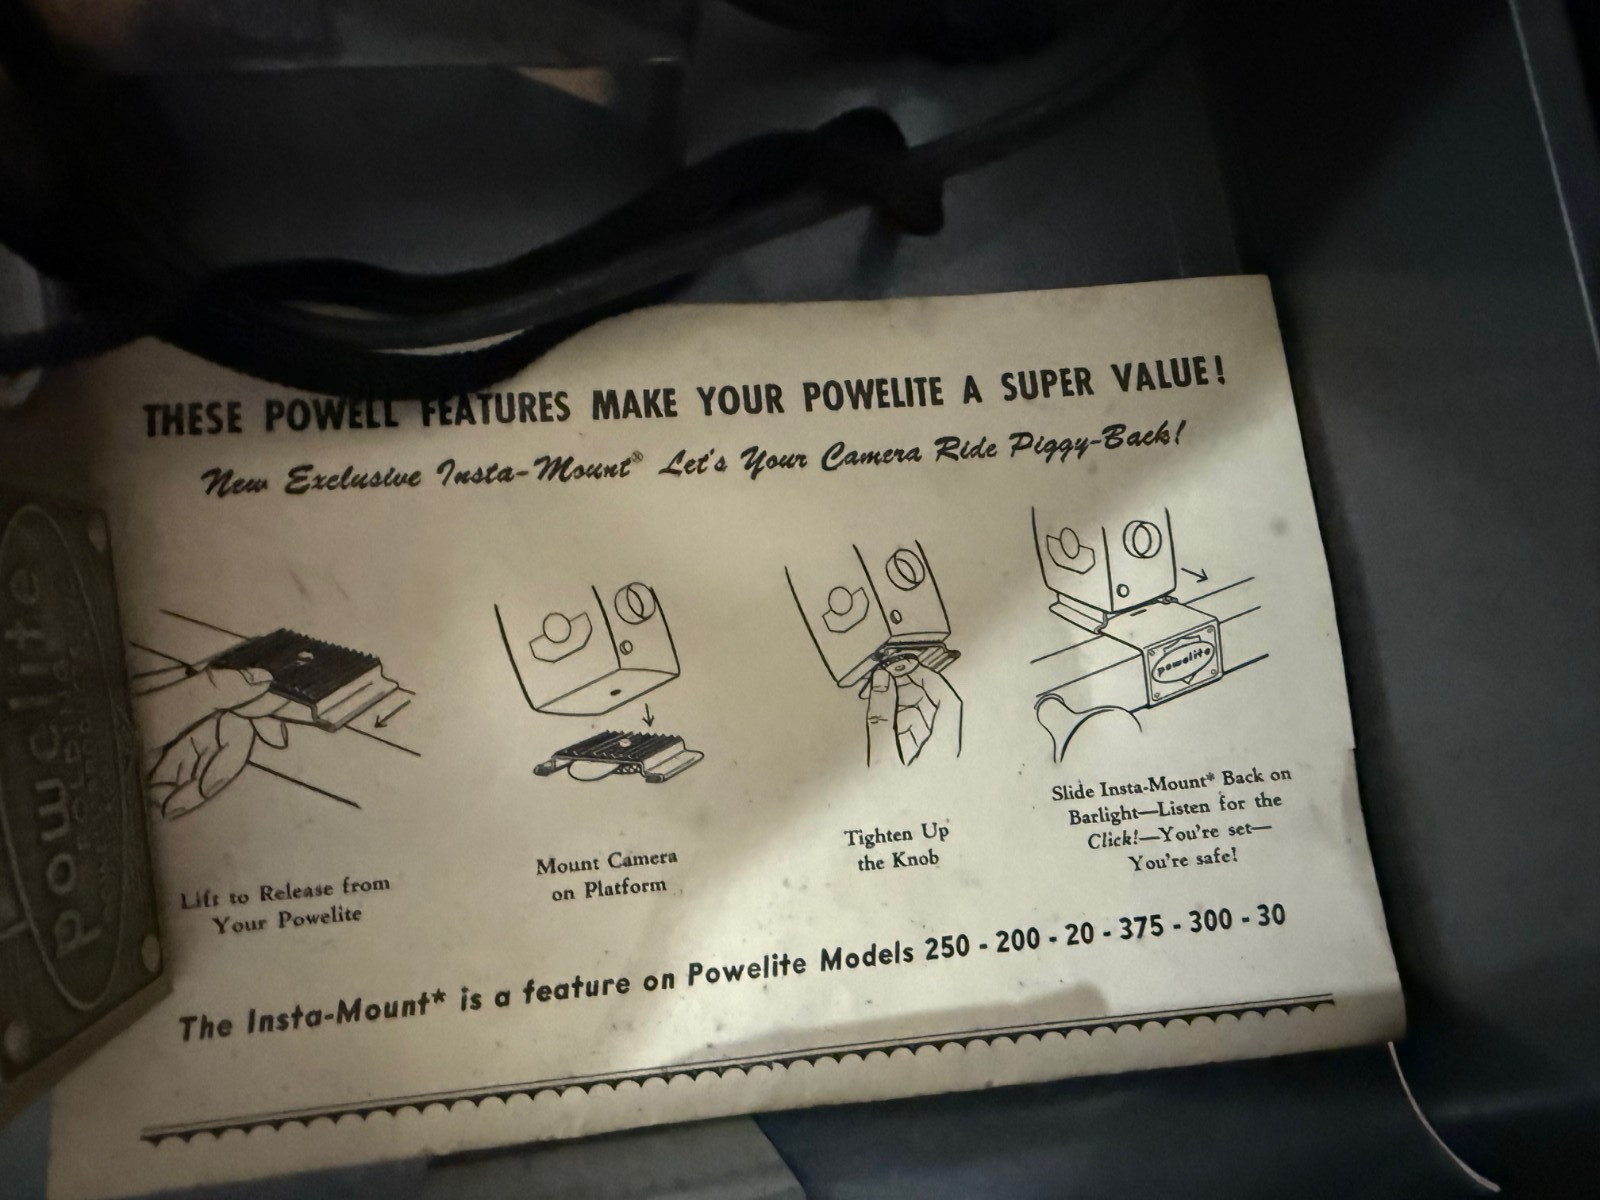 THESE POWELL FEATURES MAKE YOUR POWELITE A SUPER VALUE!
New Exclusive Insta-Mount® Let's Your Camera Ride Piggy-Back!
powelite
Lift to Release from
Your Powelite
Mount Camera
on Platform
Tighten Up
the Knob
Slide Insta-Mount* Back on
Barlight—Listen for the
Click!—You're set—
You're safe!
The Insta-Mount* is a feature on Powelite Models 250 - 200 - 20 - 375 - 300 - 30
powelite